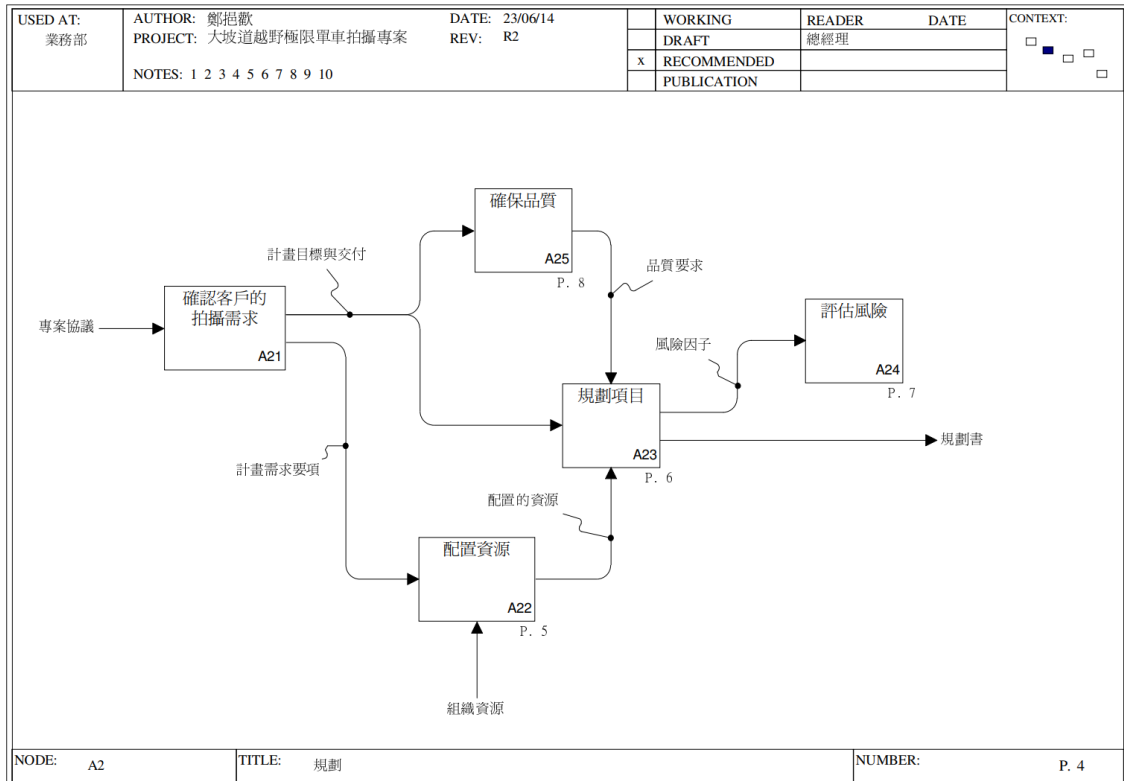 USED AT:
業務部
AUTHOR: 鄭挹歡
DATE: 23/06/14
PROJECT: 大坡道越野極限單車拍攝專案
REV: R2
NOTES: 1 2 3 4 5 6 7 8 9 10
WORKING
DRAFT
x RECOMMENDED
PUBLICATION
READER DATE
總經理
CONTEXT:
確保品質
A25
P. 8
計畫目標與交付
品質要求
確認客戶的
拍攝需求
A21
專案協議
評估風險
A24
P. 7
風險因子
規劃項目
A23
P. 6
規劃書
計畫需求要項
配置的資源
配置資源
A22
P. 5
組織資源
NODE: A2
TITLE: 規劃
NUMBER: P. 4